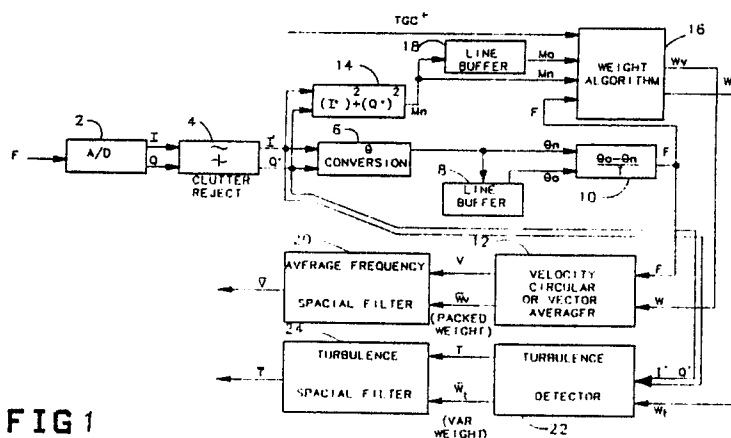 TGC+
16
18
LINE
BUFFER
Mo
WEIGHT
ALGORITHM
Wv
14
(I')²+(Q')²
Mn
Mn
W
F
2
I
4
I'
6
F
A/D
Q
Q'
θ
CONVERSION
θn
θo-θn
T
F
CLUTTER
REJECT
8
LINE
BUFFER
θo
10
20
12
AVERAGE FREQUENCY
SPACIAL FILTER
V
VELOCITY
CIRCULAR
OR VECTOR
AVERAGER
F
V̄
W̄v
W
(PACKED WEIGHT)
24
TURBULENCE
SPACIAL FILTER
T
TURBULENCE
DETECTOR
I' Q'
T
W̄t
Wt
(VAR
WEIGHT)
22
FIG 1